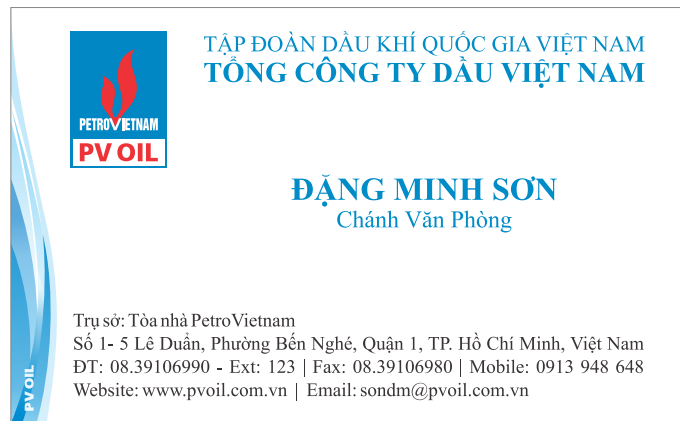 TẬP ĐOÀN DẦU KHÍ QUỐC GIA VIỆT NAM
TỔNG CÔNG TY DẦU VIỆT NAM
PETROVIETNAM
PV OIL
ĐẶNG MINH SƠN
Chánh Văn Phòng
Trụ sở: Tòa nhà PetroVietnam
Số 1- 5 Lê Duẩn, Phường Bến Nghé, Quận 1, TP. Hồ Chí Minh, Việt Nam
ĐT: 08.39106990 - Ext: 123 | Fax: 08.39106980 | Mobile: 0913 948 648
Website: www.pvoil.com.vn | Email: sondm@pvoil.com.vn
PV OIL